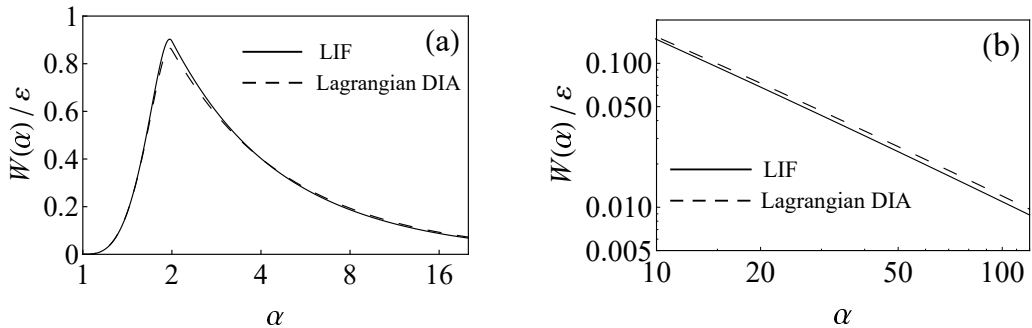 (a)
LIF
Lagrangian DIA
W(α) / ε
1
0.8
0.6
0.4
0.2
0
1 2 4 8 16
α
(b)
LIF
Lagrangian DIA
W(α) / ε
0.100
0.050
0.010
0.005
10 20 50 100
α